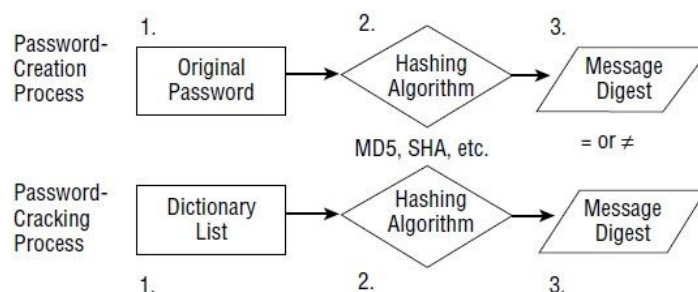 1.
2.
3.
Password-
Creation
Process
Original
Password
Hashing
Algorithm
Message
Digest
MD5, SHA, etc.
= or ≠
Password-
Cracking
Process
Dictionary
List
Hashing
Algorithm
Message
Digest
1.
2.
3.